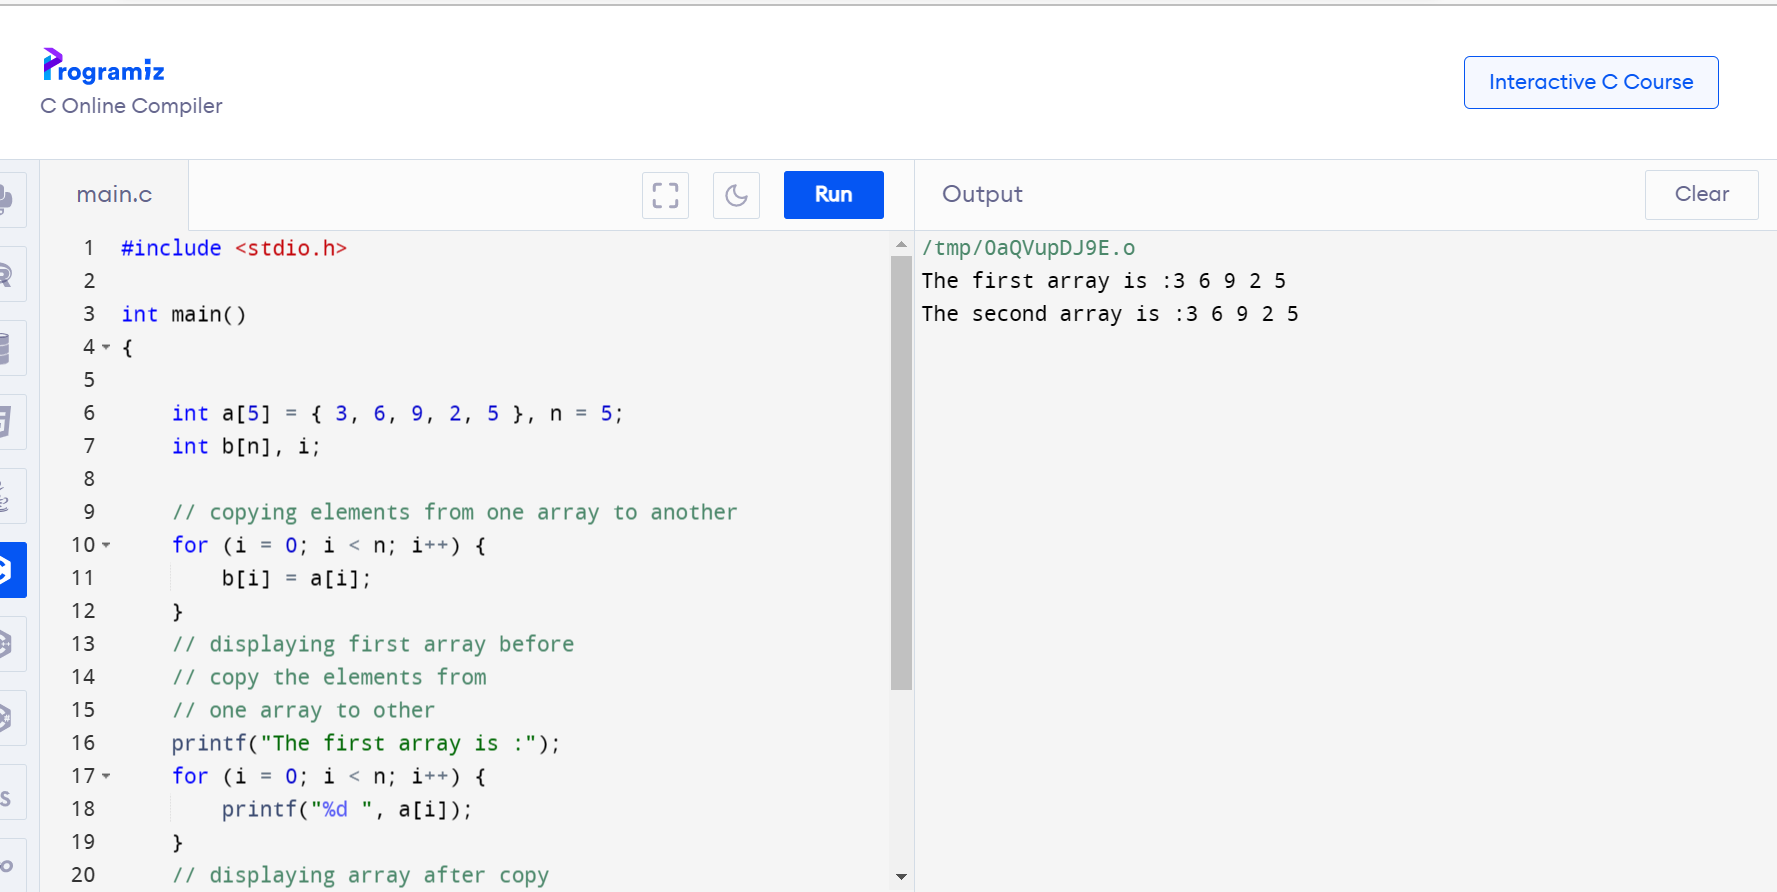 Programiz
C Online Compiler
Interactive C Course
main.c
Run
Output
Clear
1 #include <stdio.h>
2
3 int main()
4 {
5
6 int a[5] = { 3, 6, 9, 2, 5 }, n = 5;
7 int b[n], i;
8
9 // copying elements from one array to another
10 for (i = 0; i < n; i++) {
11 b[i] = a[i];
12 }
13 // displaying first array before
14 // copy the elements from
15 // one array to other
16 printf("The first array is :");
17 for (i = 0; i < n; i++) {
18 printf("%d ", a[i]);
19 }
20 // displaying array after copy
/tmp/0aQVupDJ9E.o
The first array is :3 6 9 2 5
The second array is :3 6 9 2 5